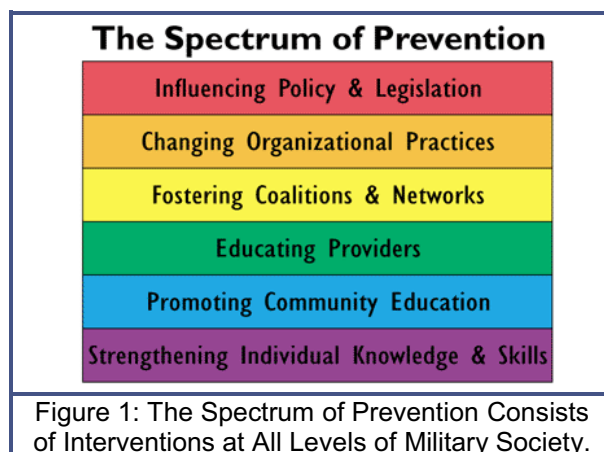 The Spectrum of Prevention
Influencing Policy & Legislation
Changing Organizational Practices
Fostering Coalitions & Networks
Educating Providers
Promoting Community Education
Strengthening Individual Knowledge & Skills
Figure 1: The Spectrum of Prevention Consists
of Interventions at All Levels of Military Society.